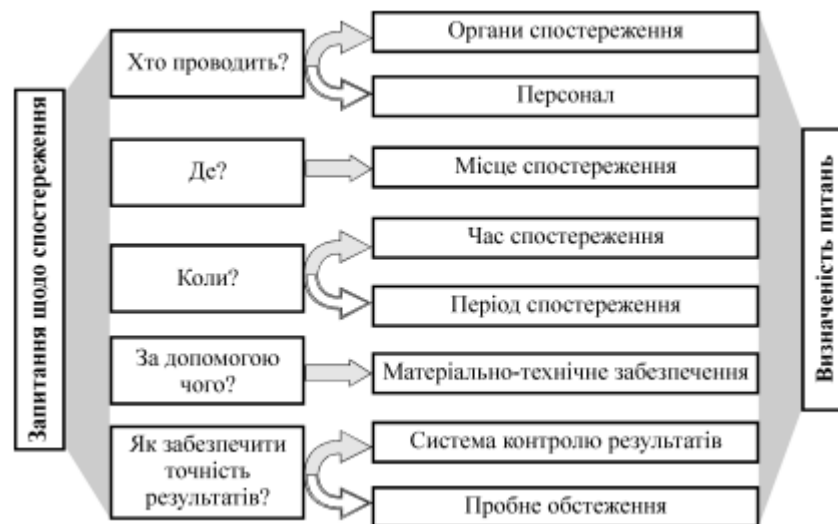 Запитання щодо спостереження
Хто проводить?
Органи спостереження
Персонал
Де?
Місце спостереження
Коли?
Час спостереження
Період спостереження
За допомогою
чого?
Матеріально-технічне забезпечення
Як забезпечити
точність
результатів?
Система контролю результатів
Пробне обстеження
Визначеність питань